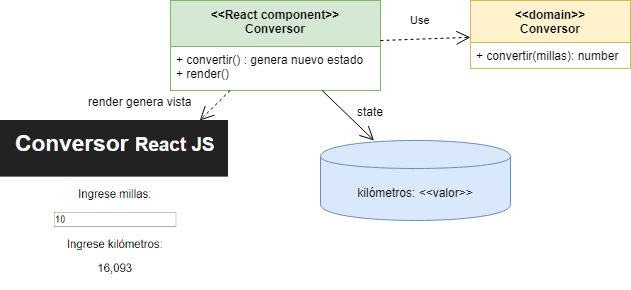 <<React component>>
Conversor
+ convertir() : genera nuevo estado
+ render()
Use
<<domain>>
Conversor
+ convertir(millas): number
render genera vista
state
Conversor React JS
Ingrese millas:
10
Ingrese kilómetros:
16,093
kilómetros: <<valor>>